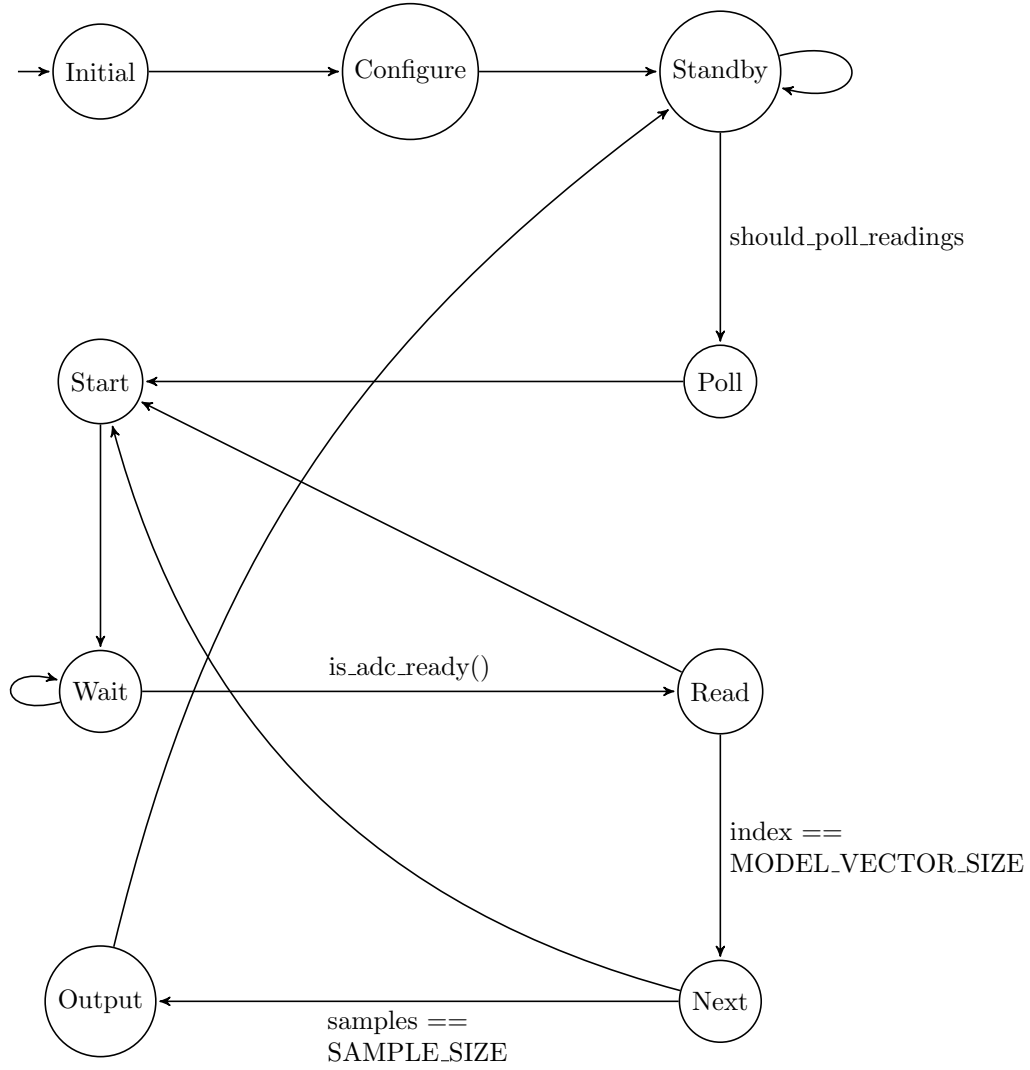 Initial
Configure
Standby
should_poll_readings
Start
Poll
is_adc_ready()
Wait
Read
index ==
MODEL_VECTOR_SIZE
Output
Next
samples ==
SAMPLE_SIZE